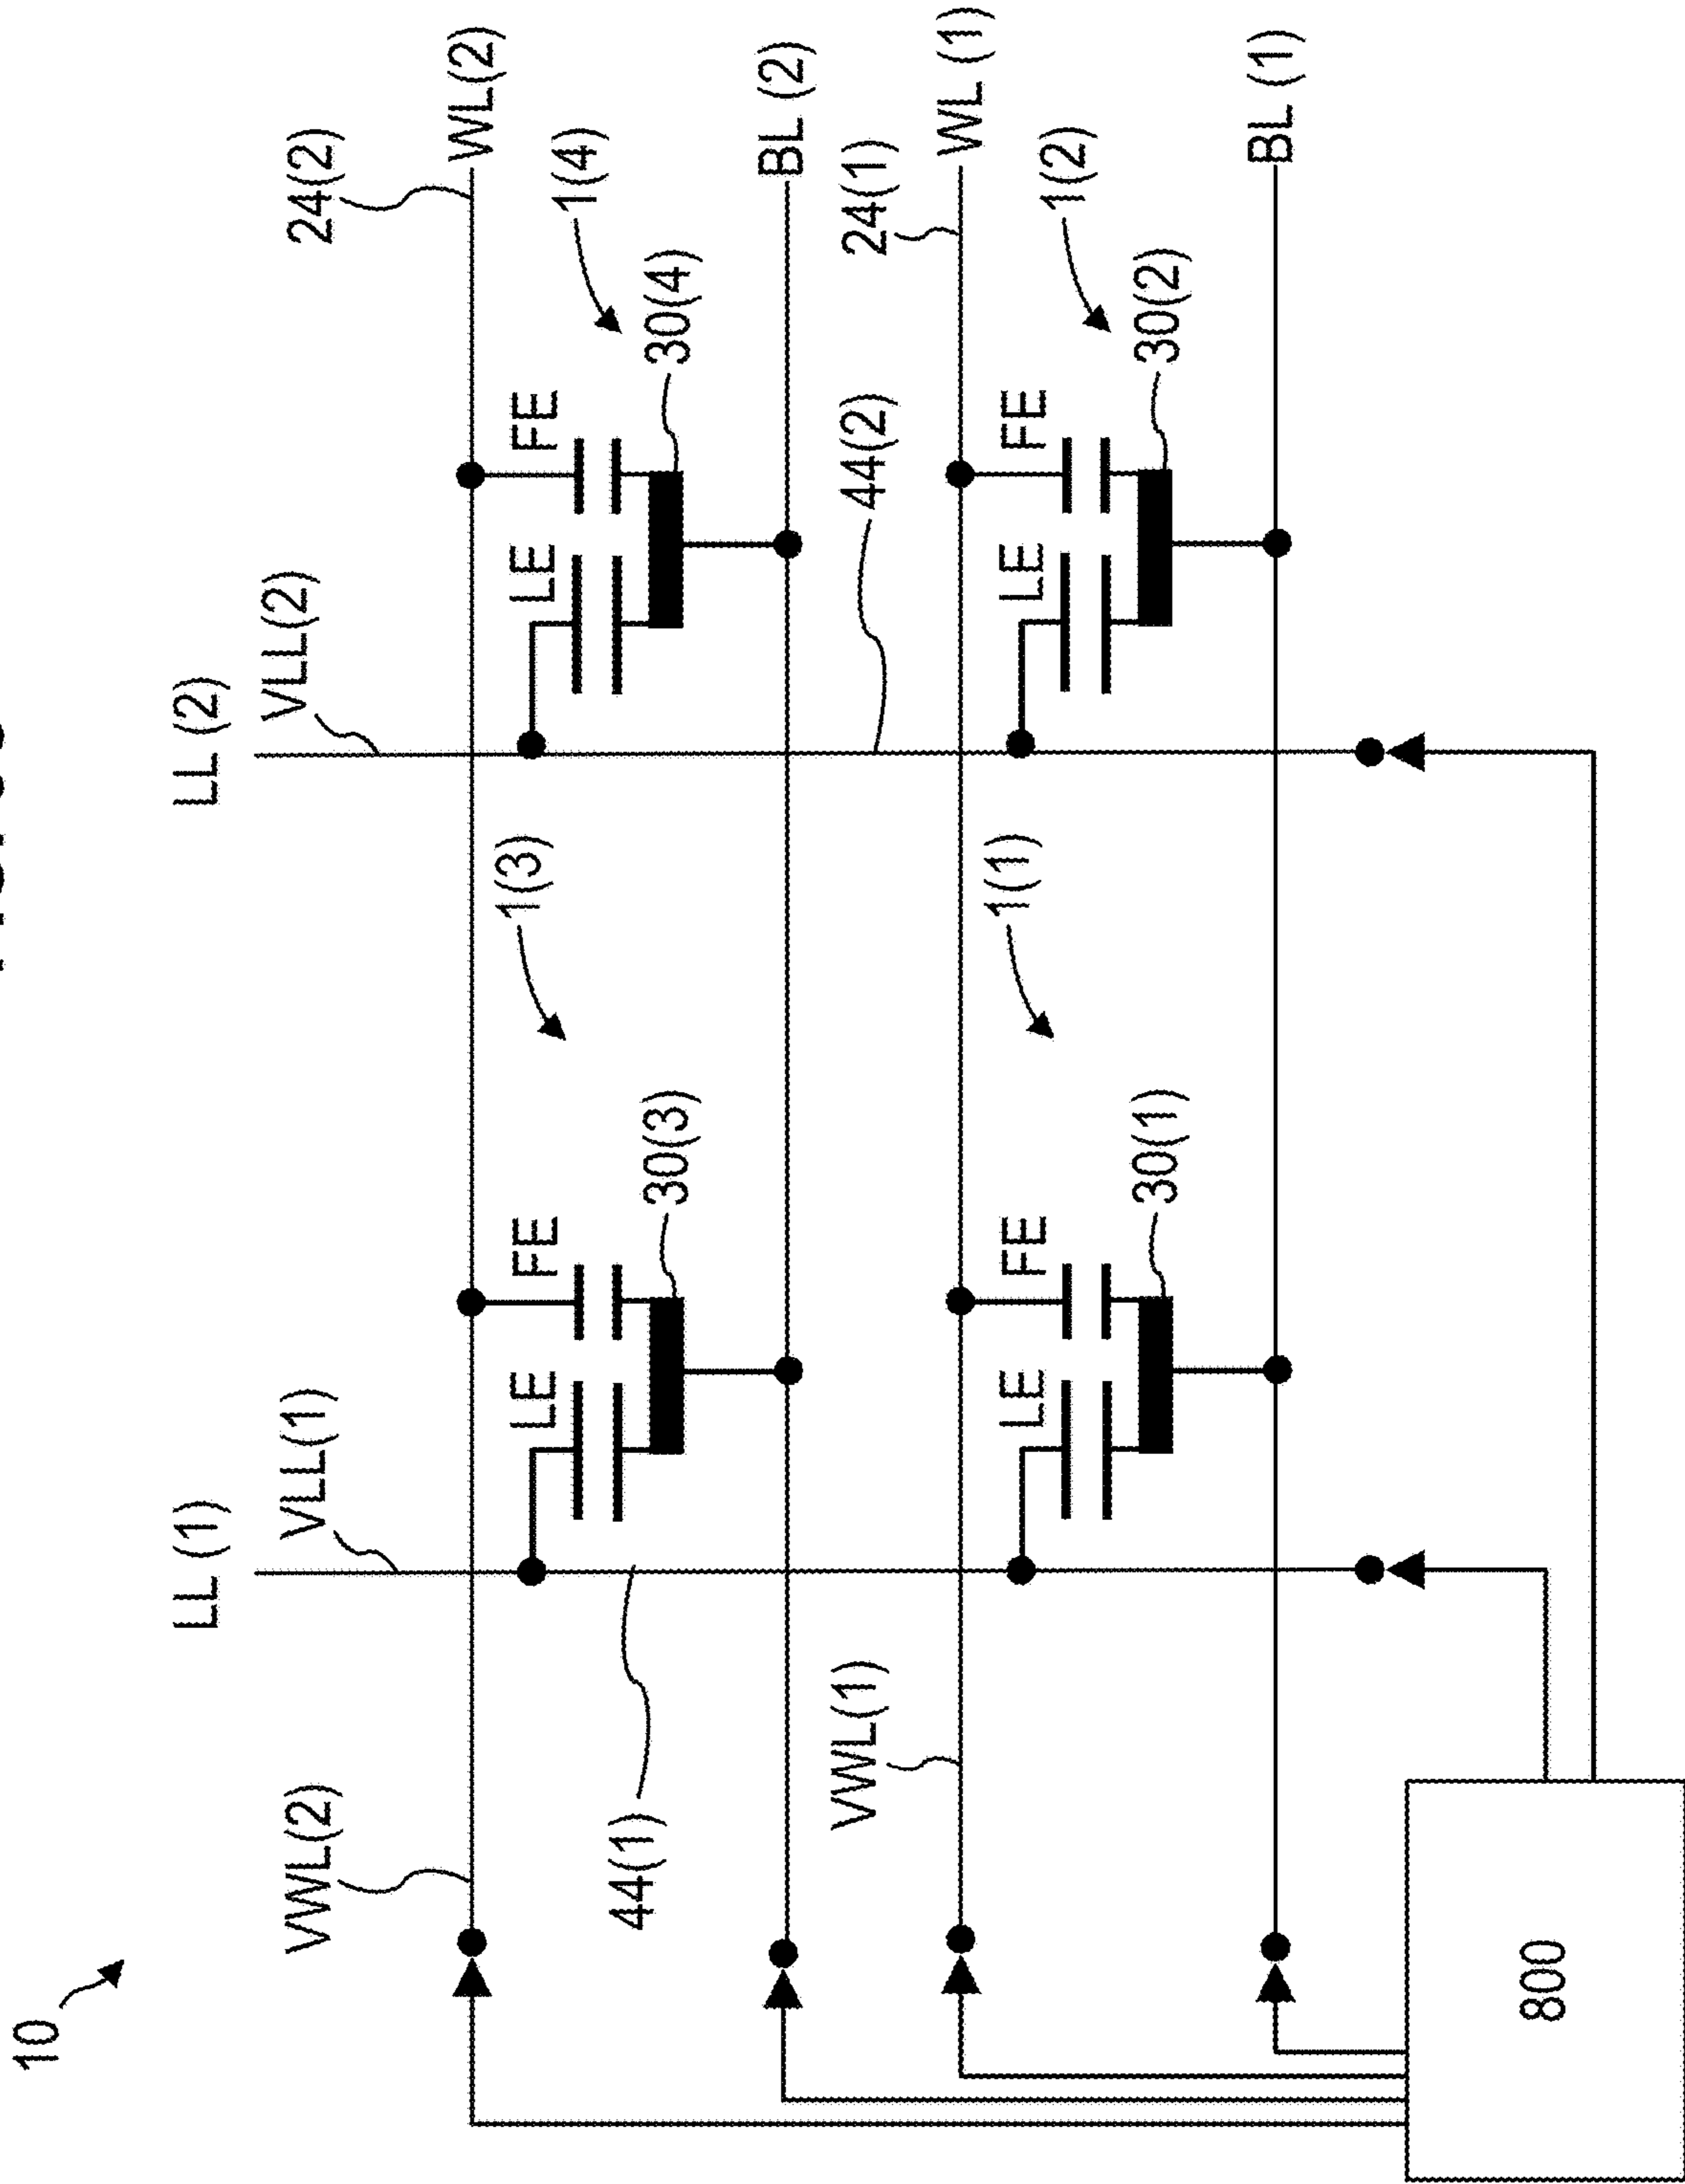 10
LL (1)
LL (2)
VWL(2)
VLL(1)
VLL(2)
24(2)
WL(2)
LE
FE
1(3)
LE
FE
1(4)
44(1)
30(3)
30(4)
BL (2)
VWL(1)
44(2)
24(1)
WL (1)
LE
FE
1(1)
LE
FE
1(2)
30(1)
30(2)
BL (1)
800